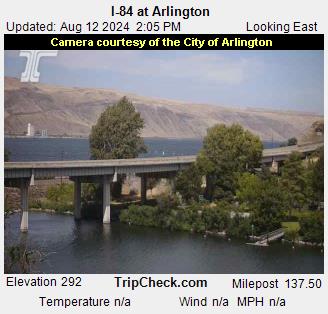 I-84 at Arlington
Updated: Aug 12 2024 2:05 PM Looking East
Camera courtesy of the City of Arlington
Elevation 292 TripCheck.com Milepost 137.50
Temperature n/a Wind n/a MPH n/a